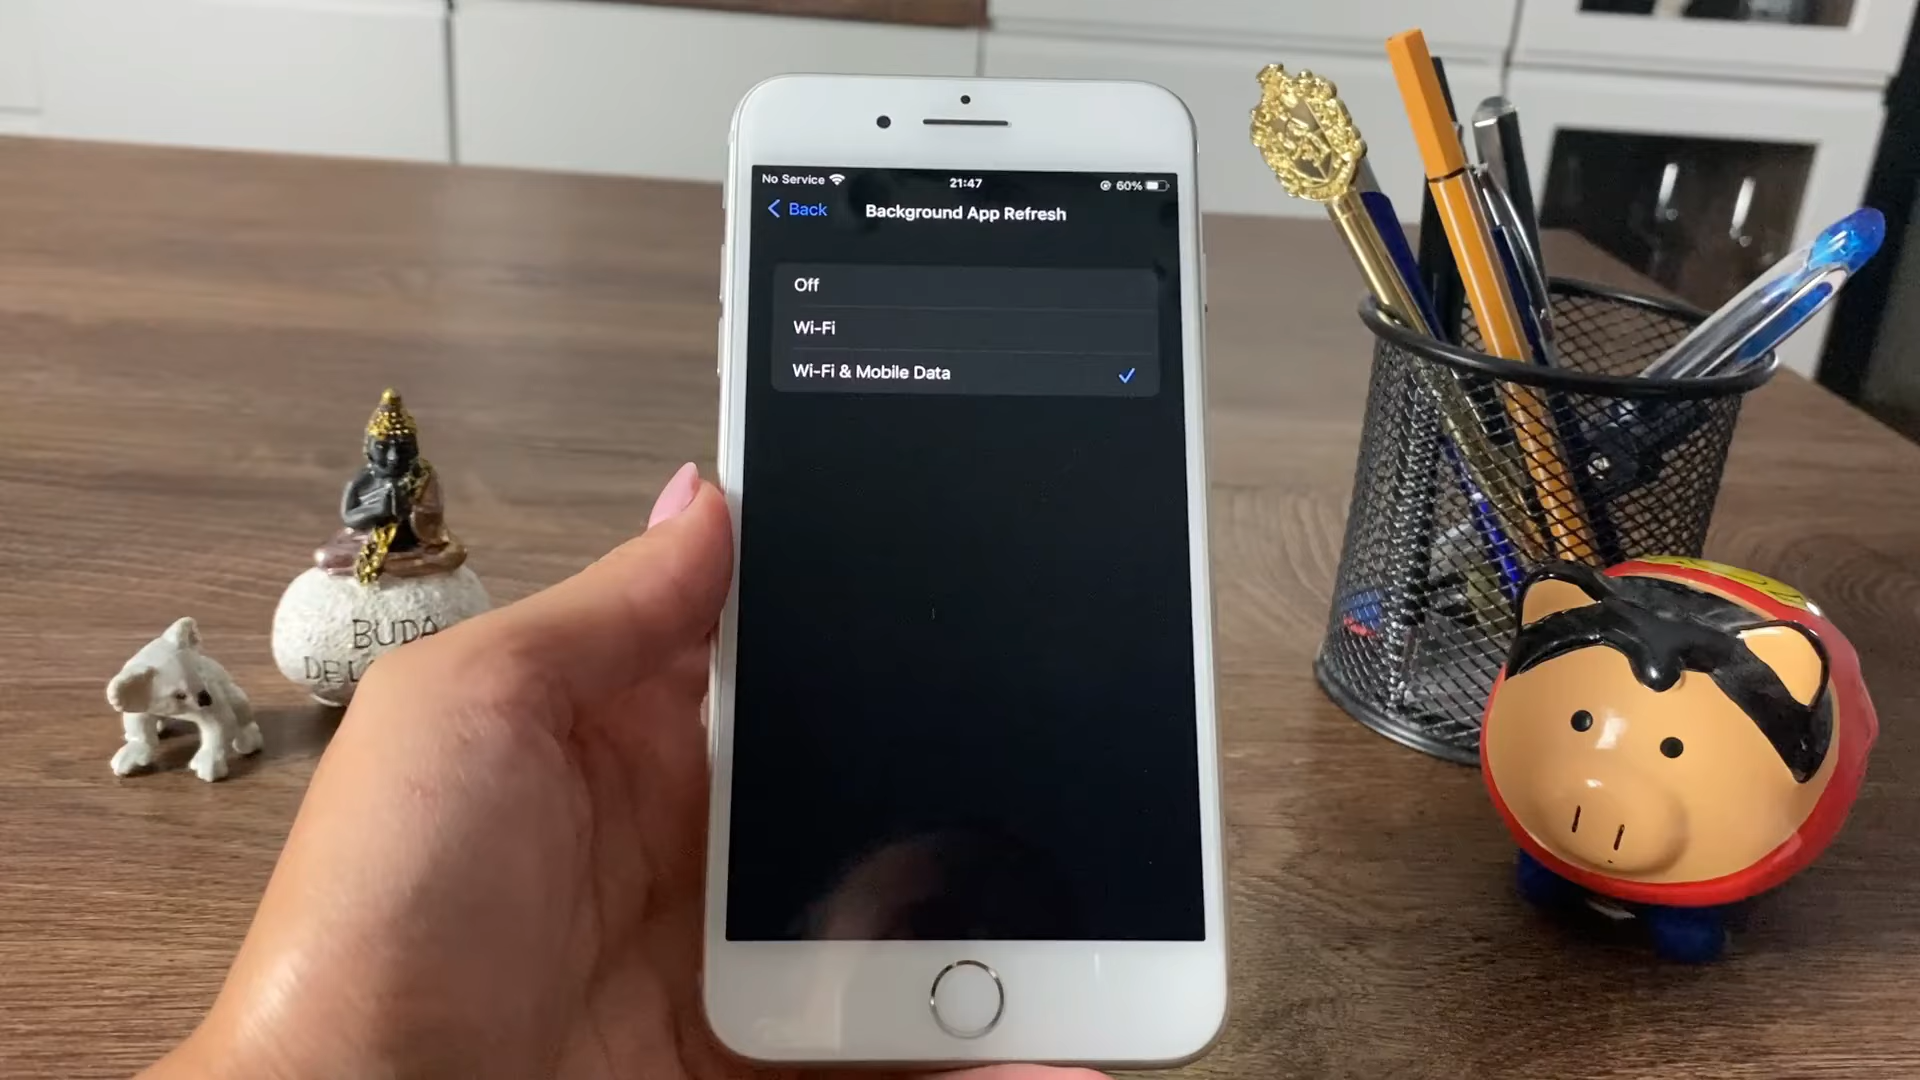 No Service
21:47
60%
Back
Background App Refresh
Off
Wi-Fi
Wi-Fi & Mobile Data
BUDA